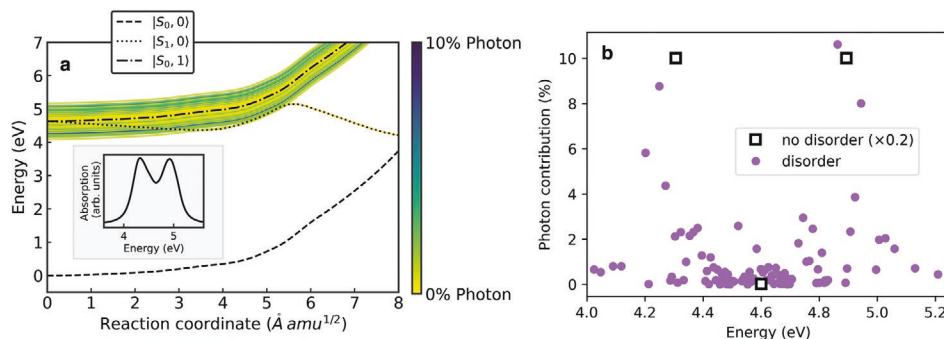 |S₀, 0⟩
|S₁, 0⟩
|S₀, 1⟩
a
7
6
5
4
3
2
1
0
Energy (eV)
0 1 2 3 4 5 6 7 8
Reaction coordinate (Å amu^1/2)
Absorption
(arb. units)
4 5
Energy (eV)
10% Photon
0% Photon
b
10
8
6
4
2
0
Photon contribution (%)
no disorder (×0.2)
disorder
4.0 4.2 4.4 4.6 4.8 5.0 5.2
Energy (eV)